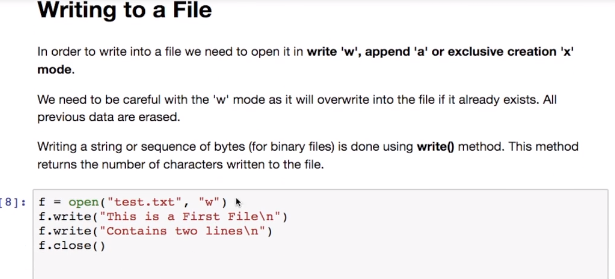 Writing to a File
In order to write into a file we need to open it in write 'w', append 'a' or exclusive creation 'x'
mode.
We need to be careful with the 'w' mode as it will overwrite into the file if it already exists. All
previous data are erased.
Writing a string or sequence of bytes (for binary files) is done using write() method. This method
returns the number of characters written to the file.
[8]: f = open("test.txt", "w")
f.write("This is a First File\n")
f.write("Contains two lines\n")
f.close()